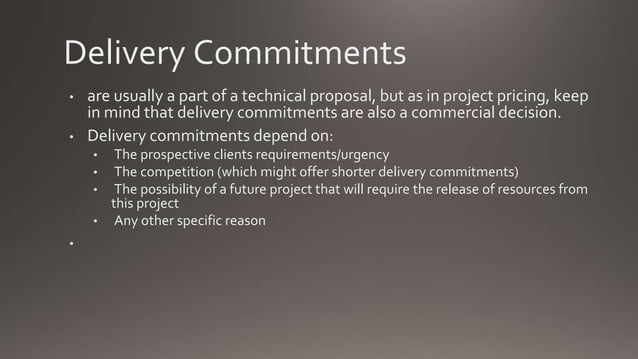 Delivery Commitments
• are usually a part of a technical proposal, but as in project pricing, keep
in mind that delivery commitments are also a commercial decision.
• Delivery commitments depend on:
• The prospective clients requirements/urgency
• The competition (which might offer shorter delivery commitments)
• The possibility of a future project that will require the release of resources from
this project
• Any other specific reason
•